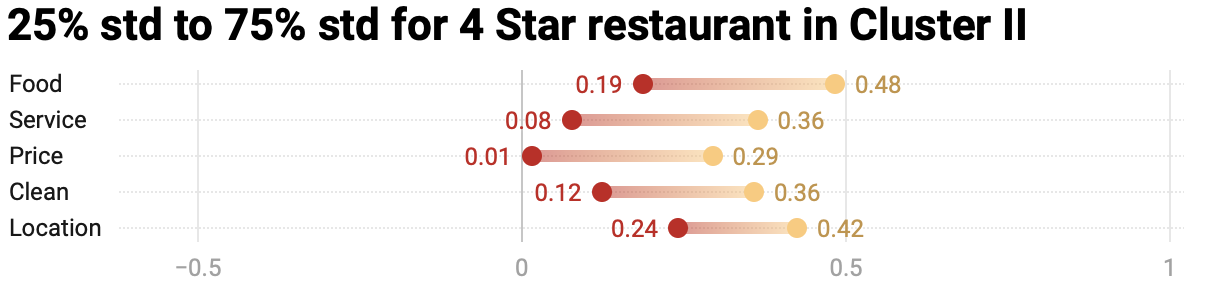 25% std to 75% std for 4 Star restaurant in Cluster II
Food 0.19 0.48
Service 0.08 0.36
Price 0.01 0.29
Clean 0.12 0.36
Location 0.24 0.42
−0.5 0 0.5 1